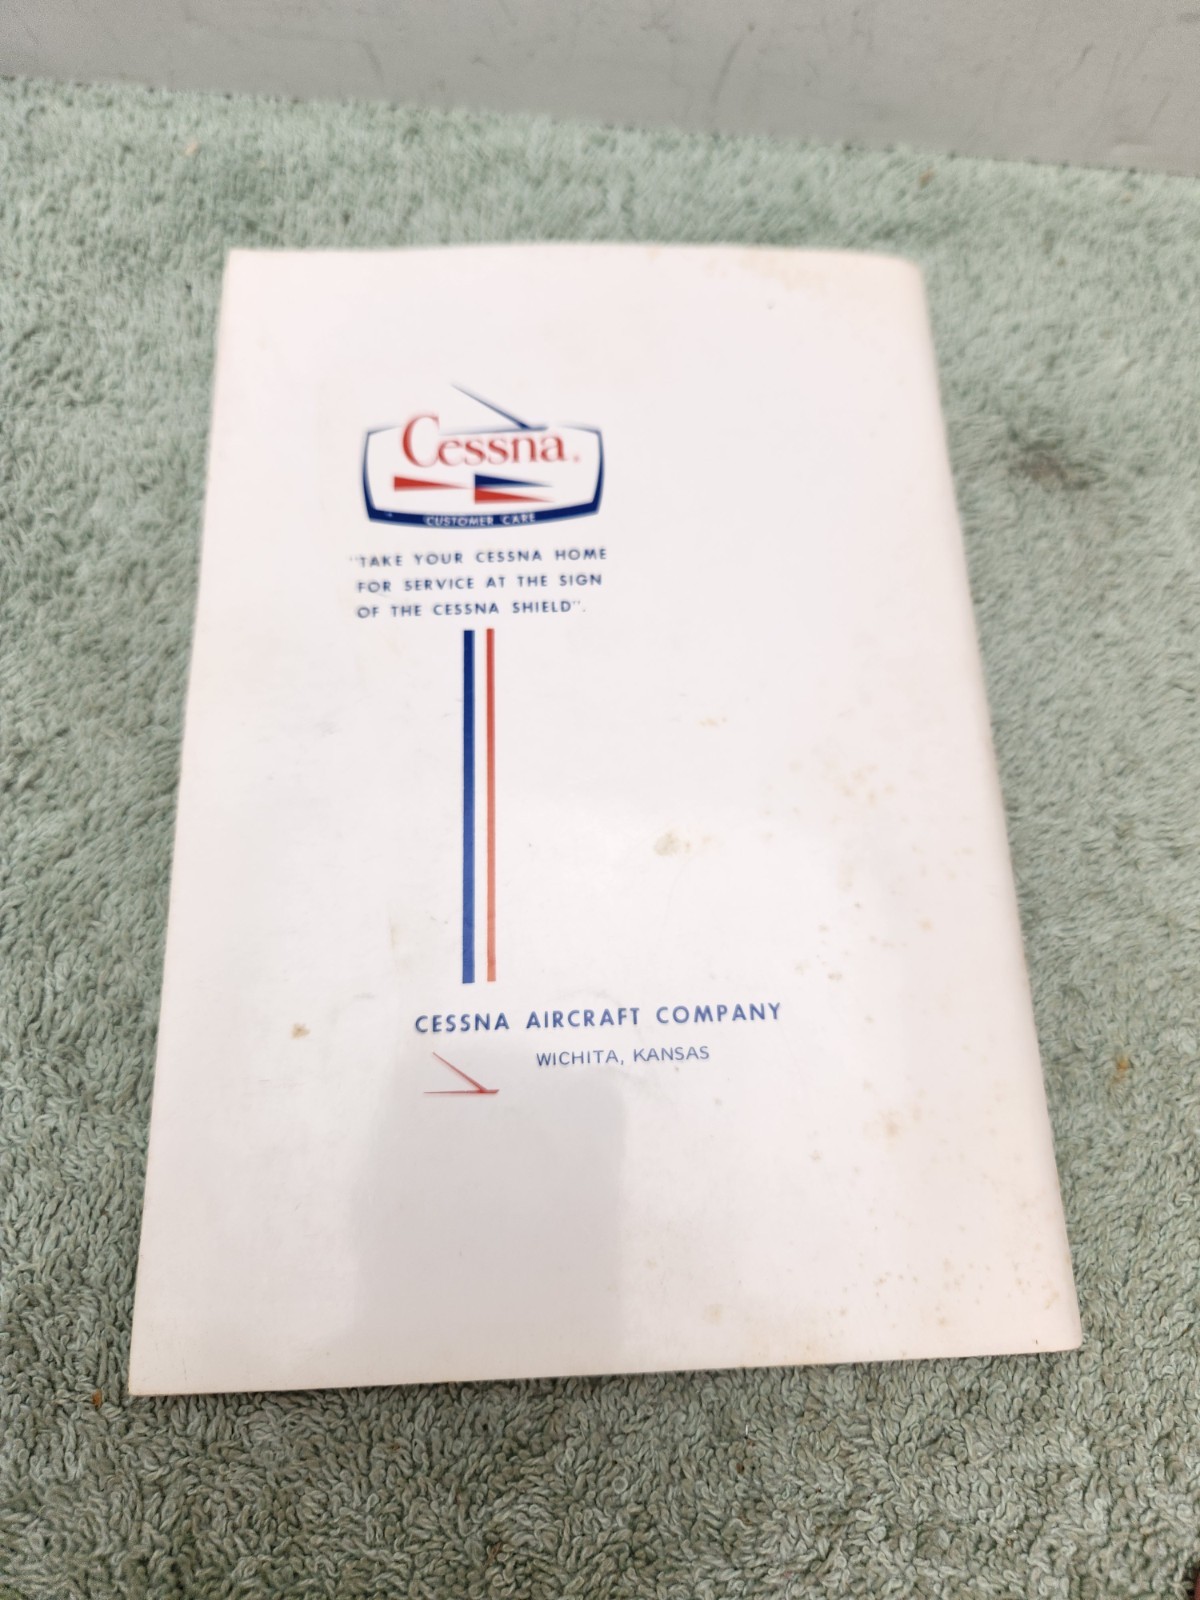 Cessna.
CUSTOMER CARE
"TAKE YOUR CESSNA HOME
FOR SERVICE AT THE SIGN
OF THE CESSNA SHIELD".
CESSNA AIRCRAFT COMPANY
WICHITA, KANSAS